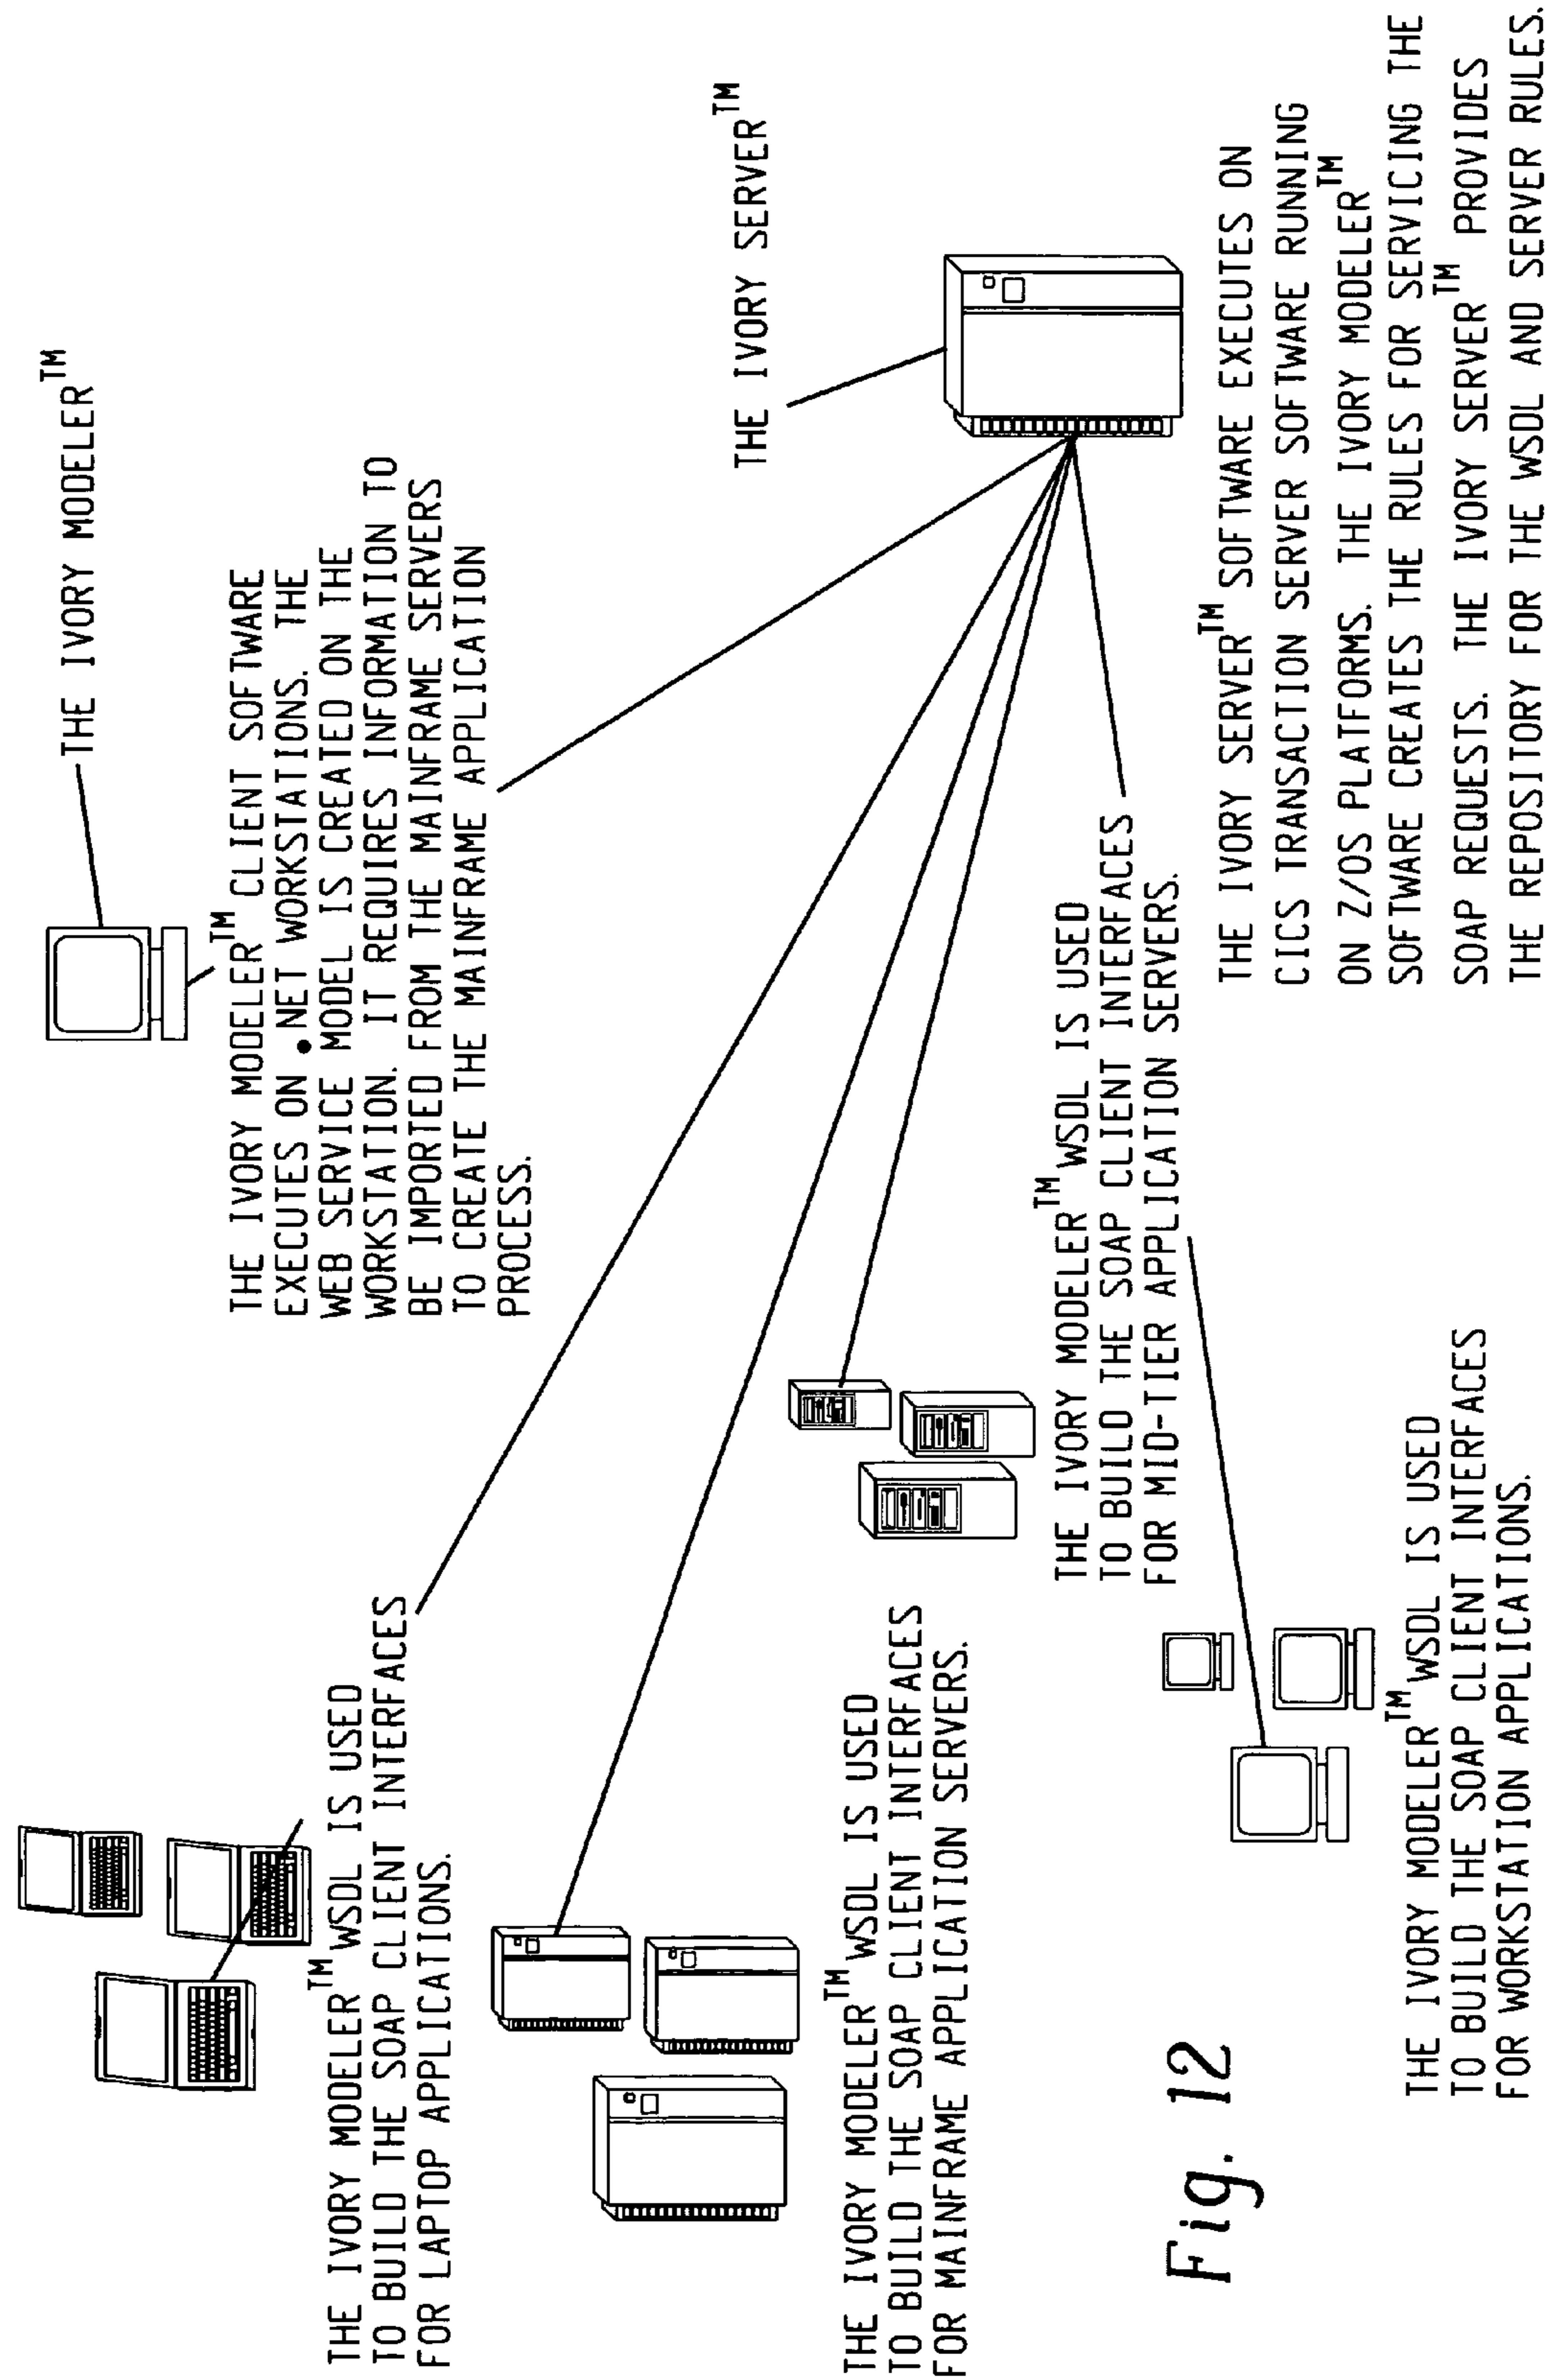 THE IVORY MODELER™
THE IVORY MODELER™ CLIENT SOFTWARE
EXECUTES ON .NET WORKSTATIONS. THE
WEB SERVICE MODEL IS CREATED ON THE
WORKSTATION. IT REQUIRES INFORMATION TO
BE IMPORTED FROM THE MAINFRAME SERVERS
TO CREATE THE MAINFRAME APPLICATION
PROCESS.
THE IVORY MODELER™ WSDL IS USED
TO BUILD THE SOAP CLIENT INTERFACES
FOR LAPTOP APPLICATIONS.
THE IVORY SERVER™
THE IVORY MODELER™ WSDL IS USED
TO BUILD THE SOAP CLIENT INTERFACES
FOR MAINFRAME APPLICATION SERVERS.
THE IVORY MODELER™ WSDL IS USED
TO BUILD THE SOAP CLIENT INTERFACES
FOR MID-TIER APPLICATION SERVERS.
THE IVORY SERVER™ SOFTWARE EXECUTES ON
CICS TRANSACTION SERVER SOFTWARE RUNNING
ON Z/OS PLATFORMS. THE IVORY MODELER™
SOFTWARE CREATES THE RULES FOR SERVICING THE
SOAP REQUESTS. THE IVORY SERVER™ PROVIDES
THE REPOSITORY FOR THE WSDL AND SERVER RULES.
THE IVORY MODELER™ WSDL IS USED
TO BUILD THE SOAP CLIENT INTERFACES
FOR WORKSTATION APPLICATIONS.
Fig. 12